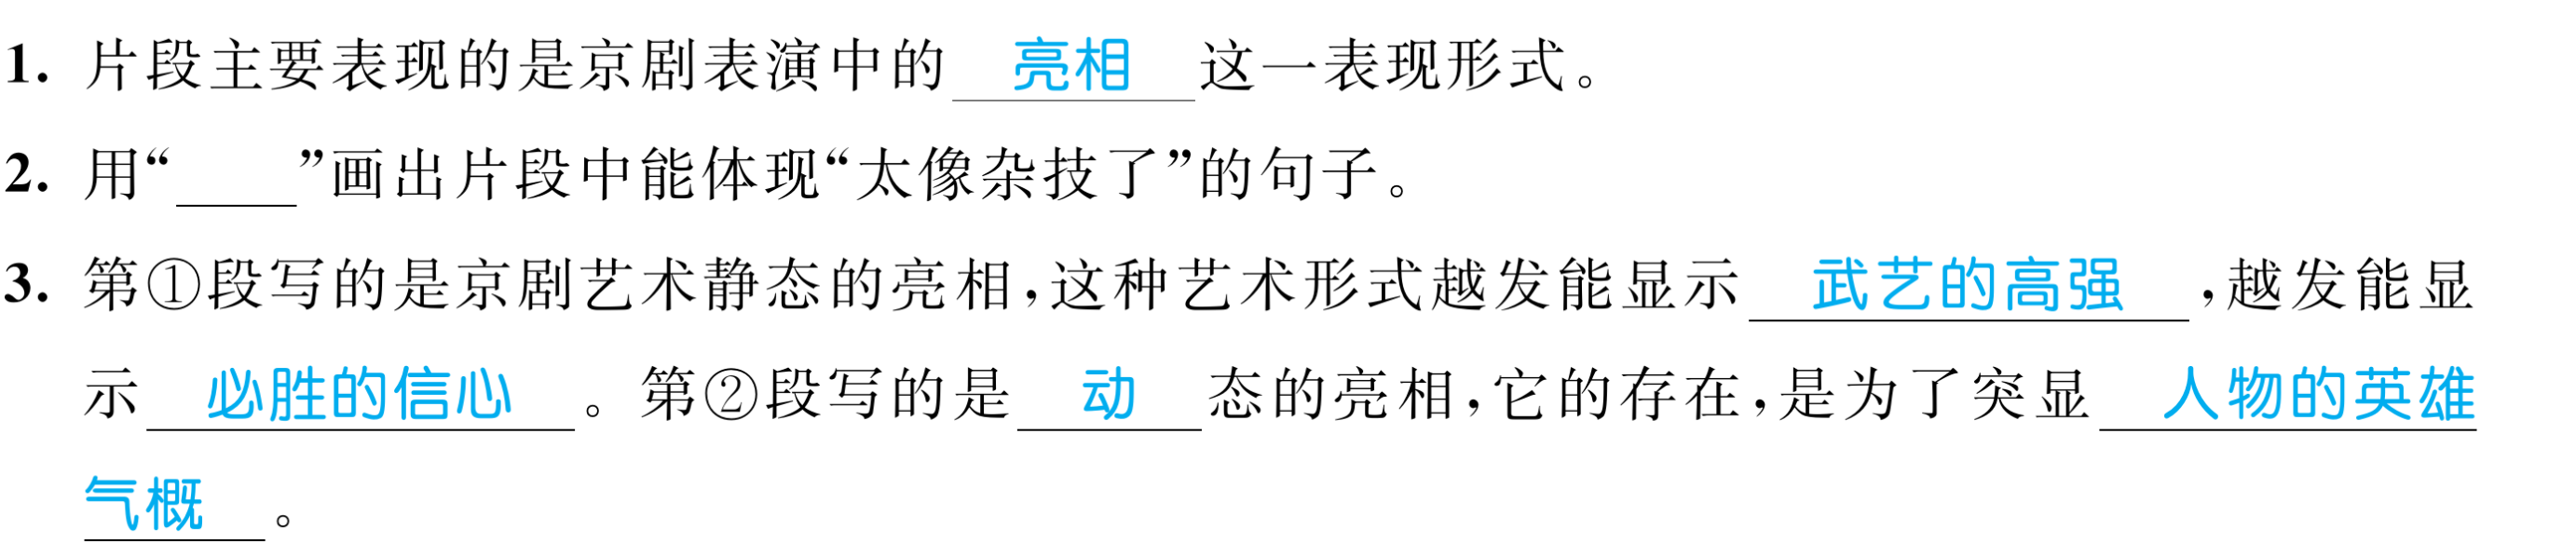 1. 片段主要表现的是京剧表演中的 亮相 这一表现形式。
2. 用“____”画出片段中能体现“太像杂技了”的句子。
3. 第①段写的是京剧艺术静态的亮相,这种艺术形式越发能显示 武艺的高强 ,越发能显
示 必胜的信心 。第②段写的是 动 态的亮相,它的存在,是为了突显 人物的英雄
气概 。